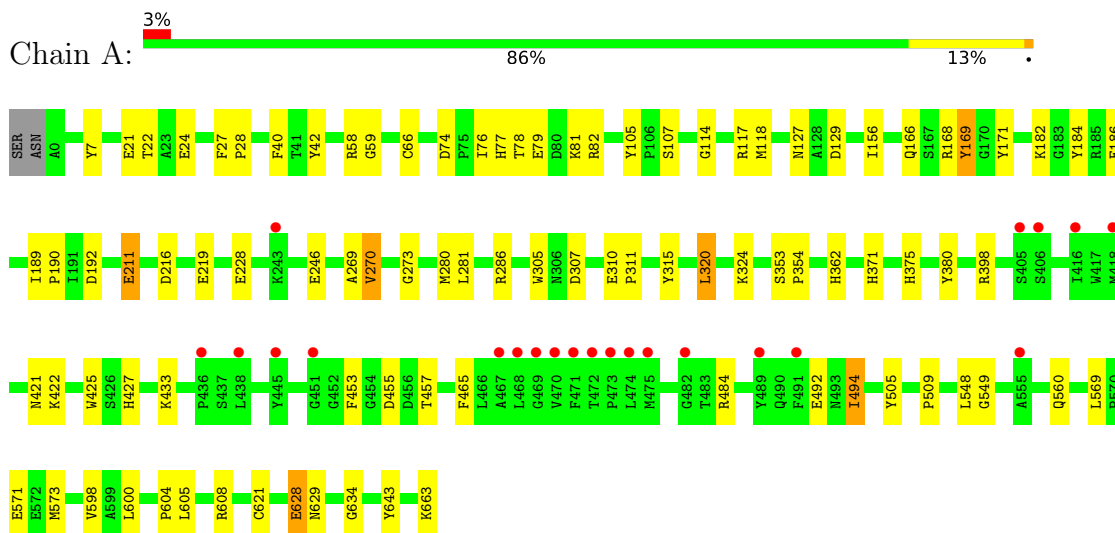 3%
Chain A:
86% 13% •
SER ASN A0 Y7 E21 T22 A23 E24 F27 P28 F40 T41 Y42 R58 G59 C66 D74 P75 I76 H77 T78 E79 D80 K81 R82 Y105 P106 S107 G114 R117 M118 N127 A128 D129 I156 Q166 S167 R168 Y169 G170 Y171 K182 G183 Y184 R185
I189 P190 I191 D192 E211 D216 E219 E228 K243 E246 A269 V270 G273 M280 L281 R286 W305 N306 D307 E310 P311 Y315 L320 K324 S353 P354 H362 H371 H375 Y380 R398 S405 S406 I416 W417
N421 K422 W425 S426 H427 K433 P436 S437 L438 Y445 G451 G452 F453 G454 D455 D456 T457 F465 L466 A467 L468 G469 V470 F471 T472 P473 L474 M475 G482 T483 R484 Y489 Q490 F491 E492 N493 I494 Y505 P509 L548 G549 A555 Q560 L569
E571 E572 M573 V598 A599 L600 P604 L605 R608 C621 E628 N629 G634 Y643 K663